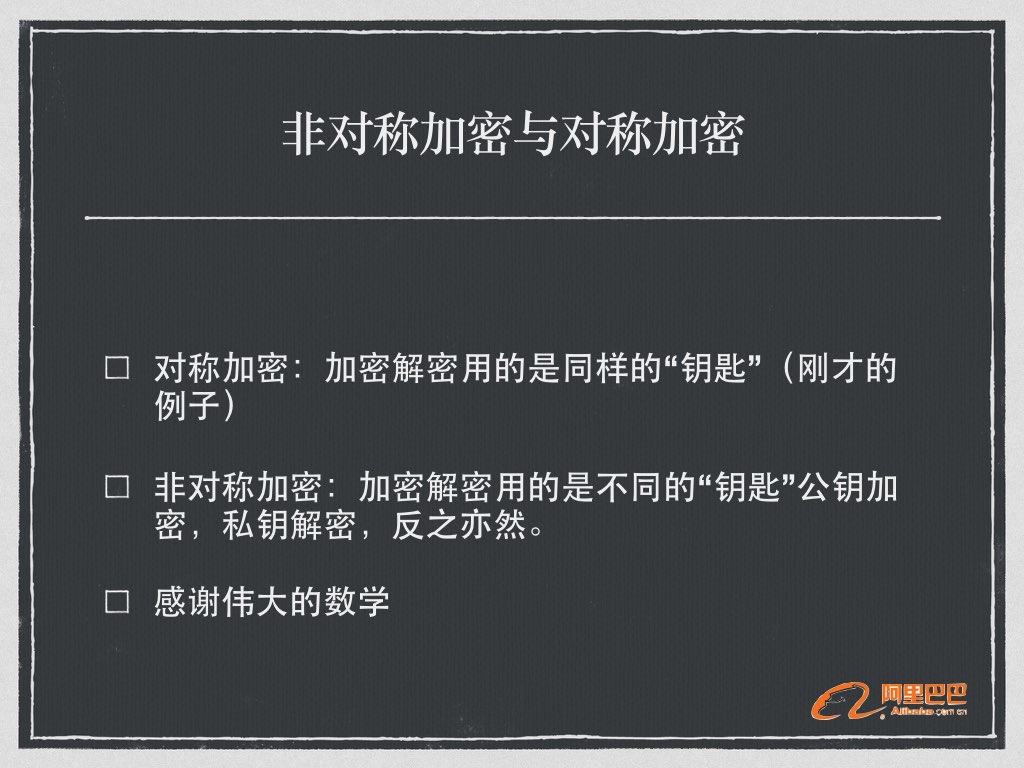 非对称加密与对称加密
对称加密：加密解密用的是同样的“钥匙”（刚才的
例子）
非对称加密：加密解密用的是不同的“钥匙”公钥加
密，私钥解密，反之亦然。
感谢伟大的数学
阿里巴巴
Alibaba.com.cn